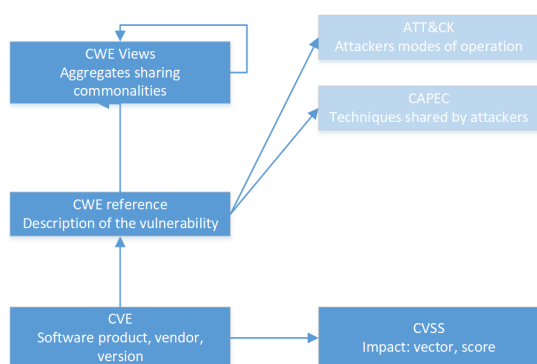 ATT&CK
Attackers modes of operation
CWE Views
Aggregates sharing
commonalities
CAPEC
Techniques shared by attackers
CWE reference
Description of the vulnerability
CVE
Software product, vendor,
version
CVSS
Impact: vector, score